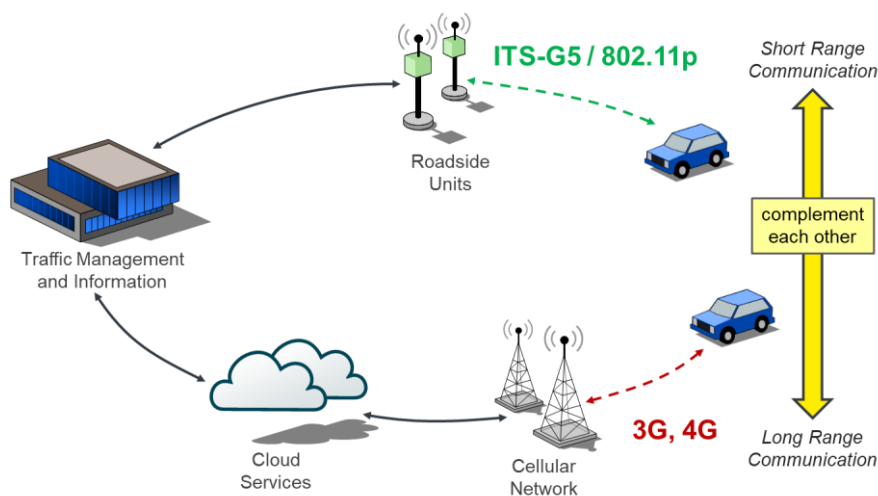 ITS-G5 / 802.11p
Short Range
Communication
Roadside
Units
complement
each other
Traffic Management
and Information
3G, 4G
Long Range
Communication
Cloud
Services
Cellular
Network